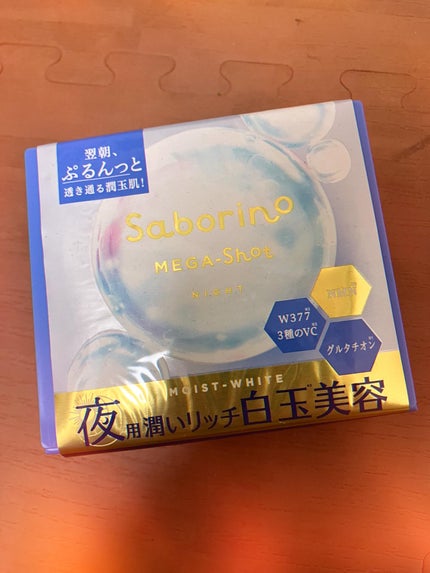 翌朝、
ぷるんっと
透き通る潤玉肌!
Saborino
MEGA-Shot
NIGHT
W377
3種のVC
グルタチオン
MOIST-WHITE
夜用潤いリッチ白玉美容